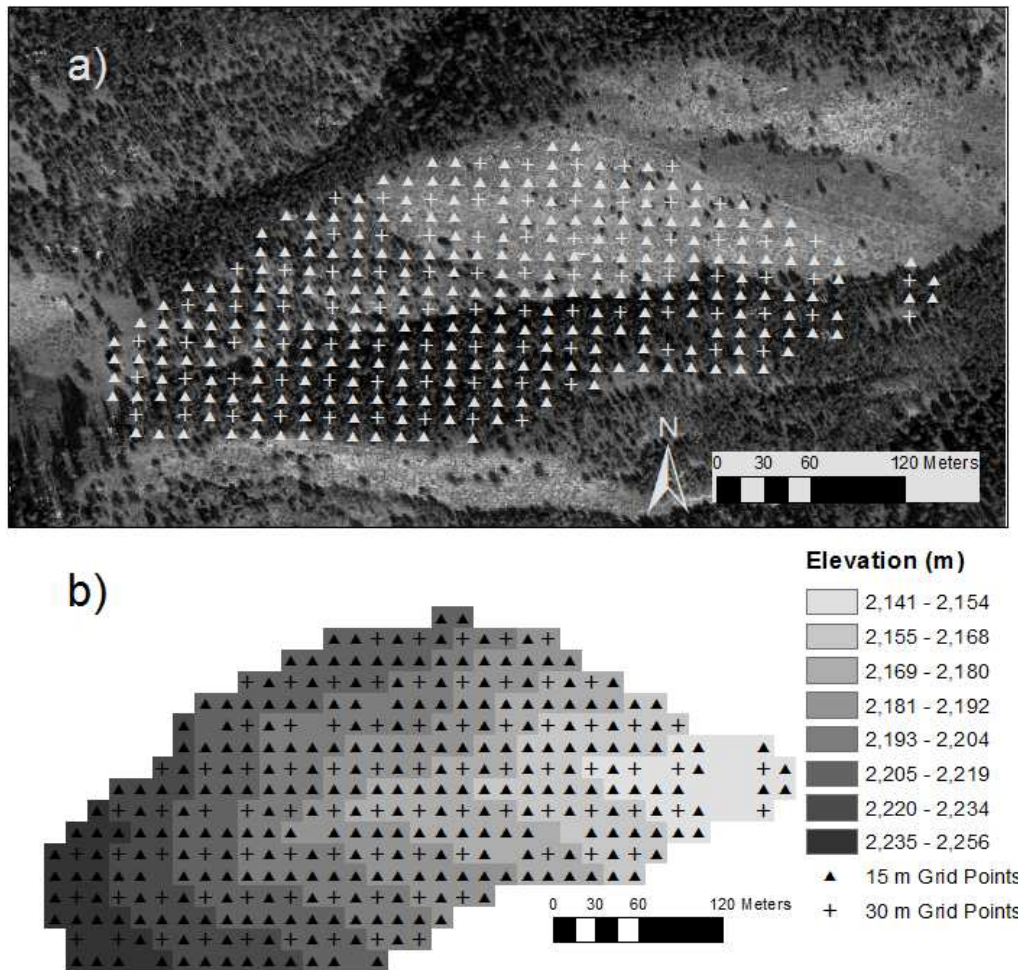 a)
N
0 30 60 120 Meters
b)
Elevation (m)
2,141 - 2,154
2,155 - 2,168
2,169 - 2,180
2,181 - 2,192
2,193 - 2,204
2,205 - 2,219
2,220 - 2,234
2,235 - 2,256
15 m Grid Points
30 m Grid Points
0 30 60 120 Meters